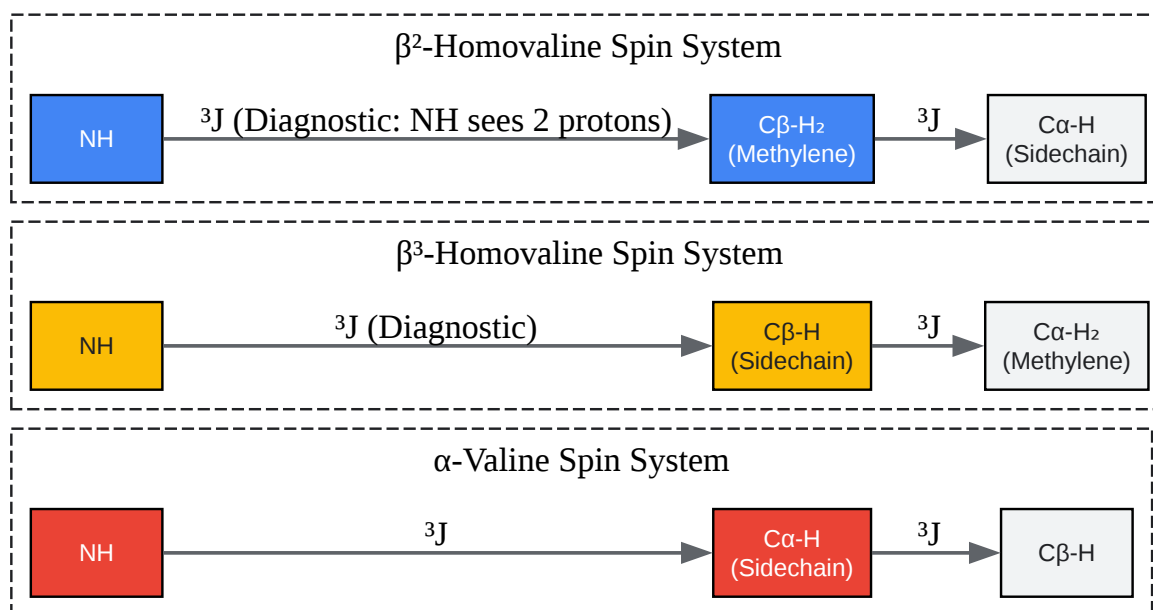 β²-Homovaline Spin System
NH
³J (Diagnostic: NH sees 2 protons)
Cβ-H₂
(Methylene)
³J
Cα-H
(Sidechain)
β³-Homovaline Spin System
NH
³J (Diagnostic)
Cβ-H
(Sidechain)
³J
Cα-H₂
(Methylene)
α-Valine Spin System
NH
³J
Cα-H
(Sidechain)
³J
Cβ-H